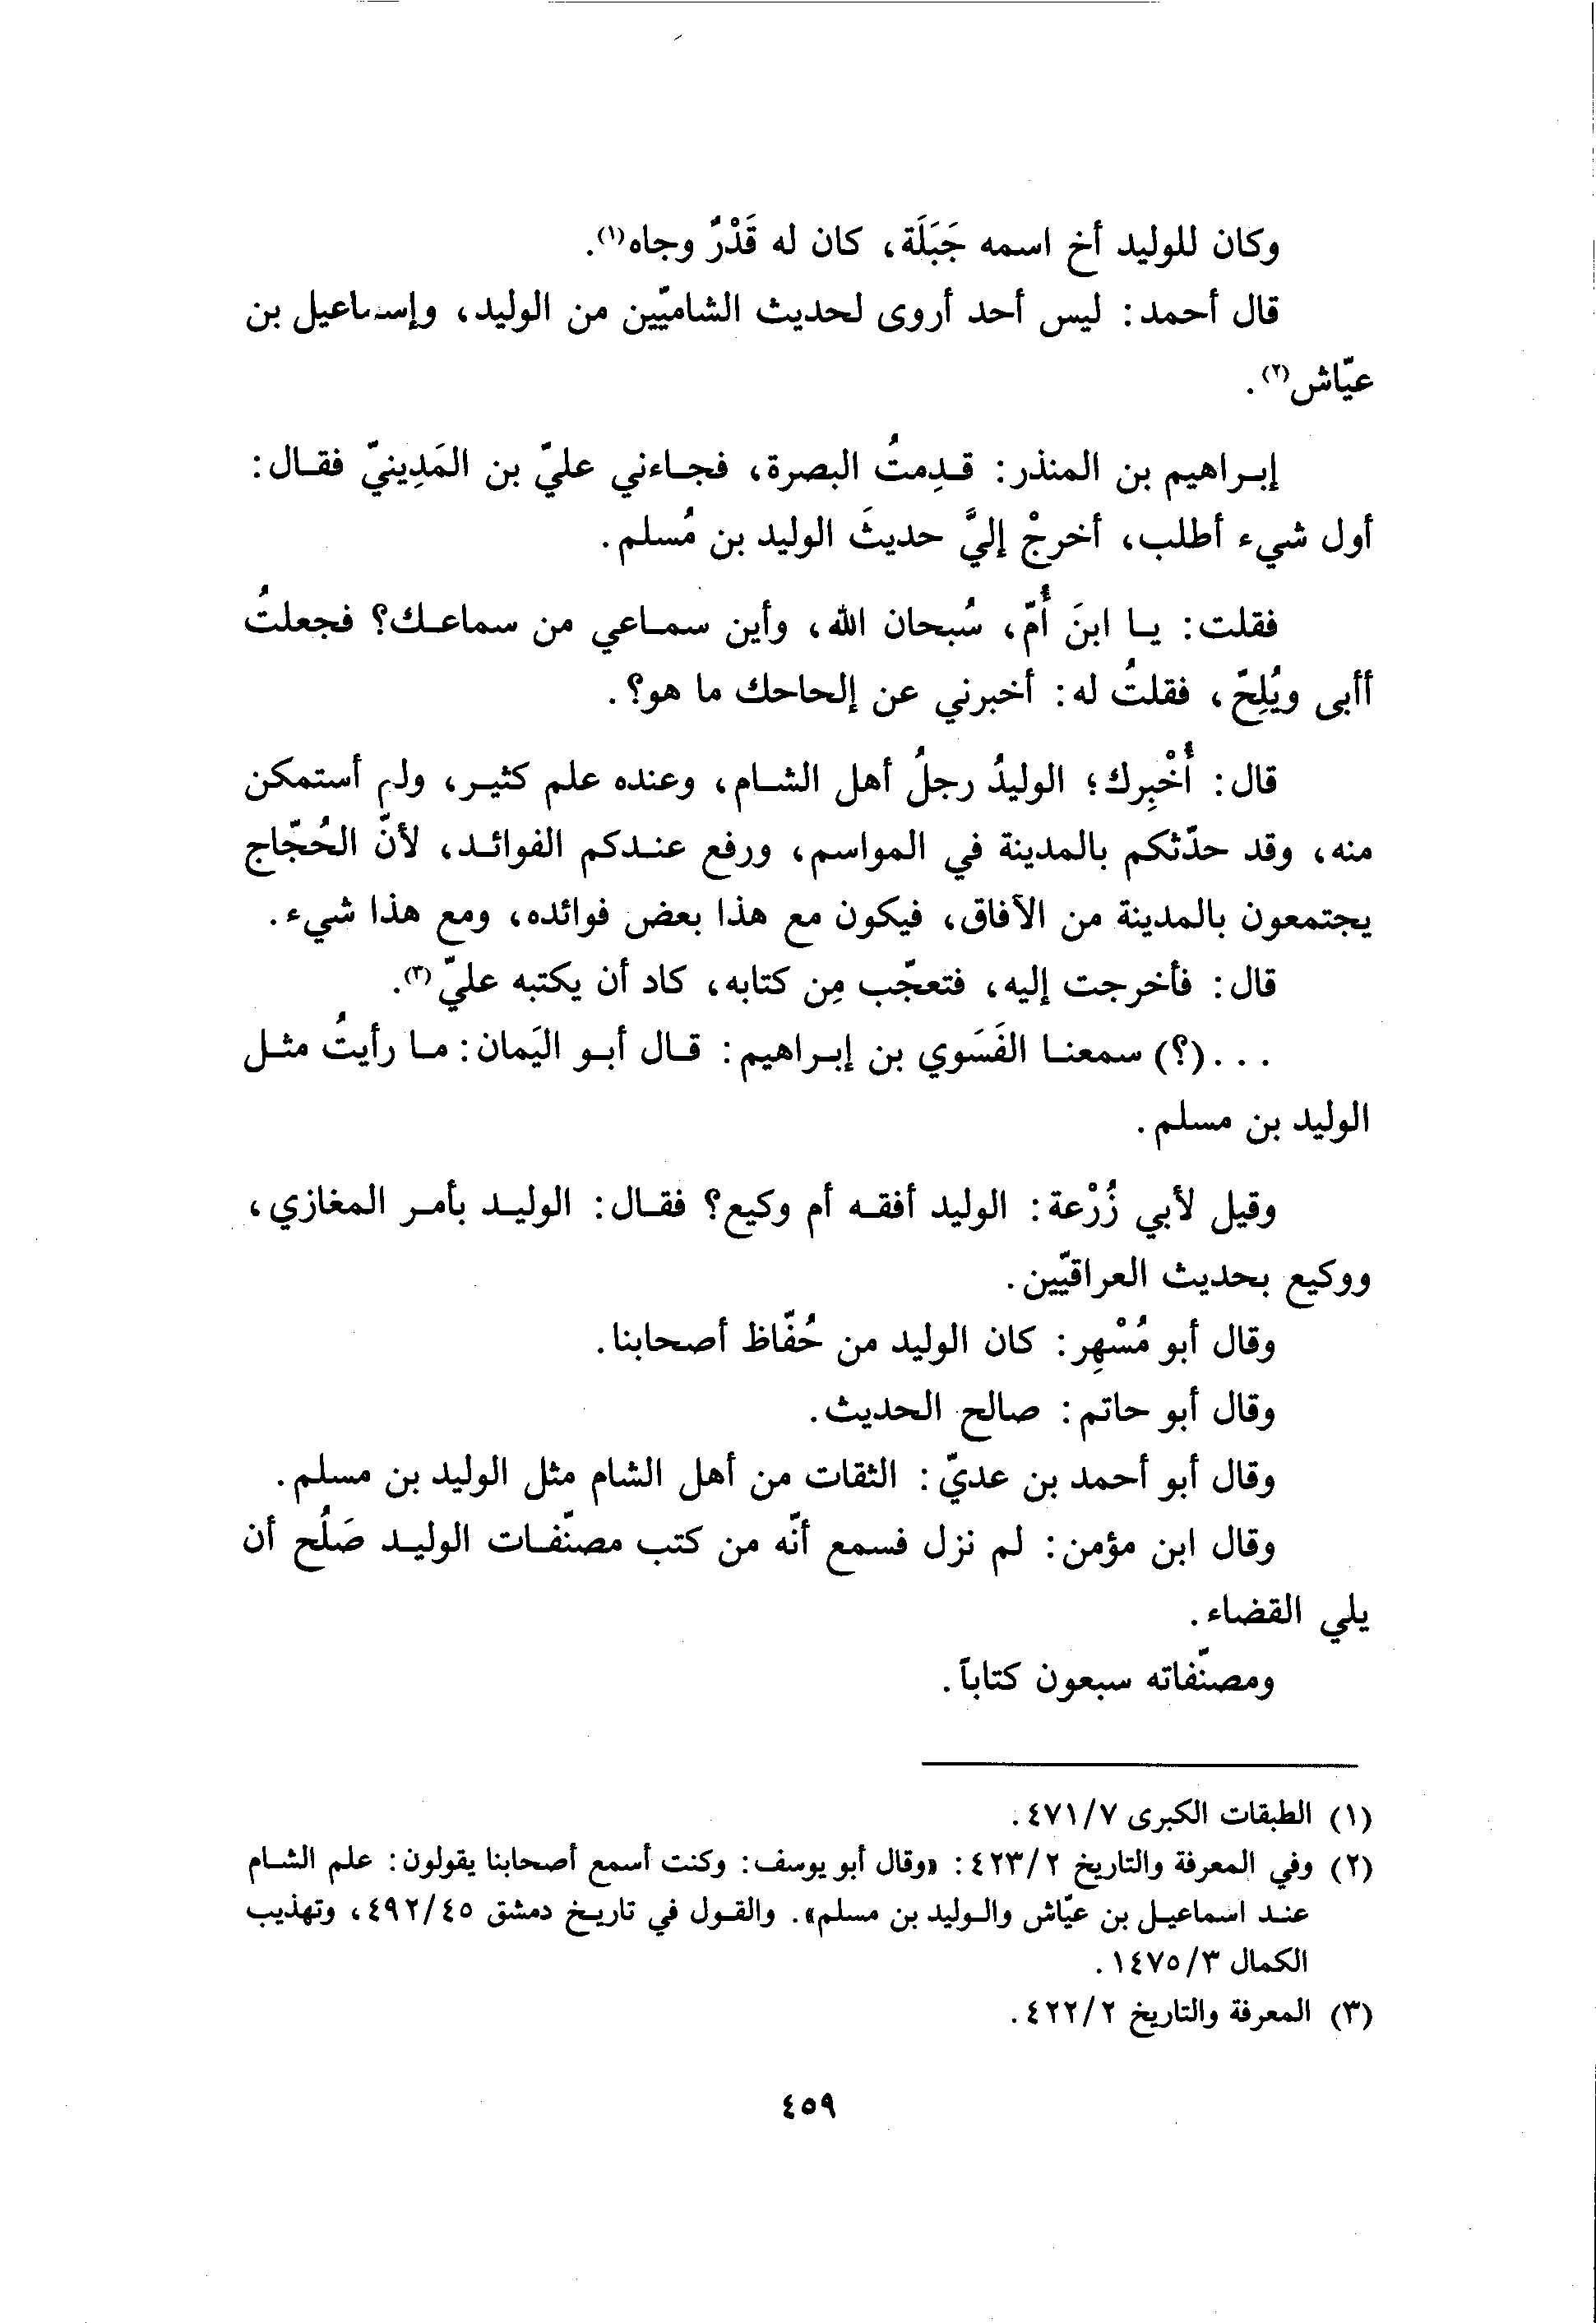 وكان للوليد أخ اسمه جَبَلَة، كان له قَدْرٌ وجاه(١).
قال أحمد: ليس أحد أروى لحديث الشاميّين من الوليد، وإسماعيل بن
عيّاش(٢).
إبراهيم بن المنذر: قدِمتُ البصرة، فجاءني عليّ بن المَدِينيّ فقال:
أول شيء أطلب، أخرجْ إليَّ حديثَ الوليد بن مُسلم.
فقلت: يا ابنَ أُمّ، سُبحان الله، وأين سماعي من سماعك؟ فجعلتُ
أأبى ويُلِحّ، فقلتُ له: أخبرني عن إلحاحك ما هو؟.
قال: أُخْبِرك؛ الوليدُ رجلُ أهل الشام، وعنده علم كثير، ولم أستمكن
منه، وقد حدّثكم بالمدينة في المواسم، ورفع عندكم الفوائد، لأنّ الحُجّاج
يجتمعون بالمدينة من الآفاق، فيكون مع هذا بعض فوائده، ومع هذا شيء.
قال: فأخرجت إليه، فتعجّب مِن كتابه، كاد أن يكتبه عليّ(٣).
. . .(؟) سمعنا الفَسَوي بن إبراهيم: قال أبو اليَمان: ما رأيتُ مثل
الوليد بن مسلم.
وقيل لأبي زُرْعة: الوليد أفقه أم وكيع؟ فقال: الوليد بأمر المغازي،
ووكيع بحديث العراقيّين.
وقال أبو مُسْهِر: كان الوليد من حُفّاظ أصحابنا.
وقال أبو حاتم: صالح الحديث.
وقال أبو أحمد بن عديّ: الثقات من أهل الشام مثل الوليد بن مسلم.
وقال ابن مؤمن: لم نزل فسمع أنّه من كتب مصنّفات الوليد صَلُح أن
يلي القضاء.
ومصنّفاته سبعون كتاباً.
(١) الطبقات الكبرى ٤٧١/٧.
(٢) وفي المعرفة والتاريخ ٤٢٣/٢: «وقال أبو يوسف: وكنت أسمع أصحابنا يقولون: علم الشام
عند اسماعيل بن عيّاش والوليد بن مسلم». والقول في تاريخ دمشق ٤٩٢/٤٥، وتهذيب
الكمال ١٤٧٥/٣.
(٣) المعرفة والتاريخ ٤٢٢/٢.
٤٥٩